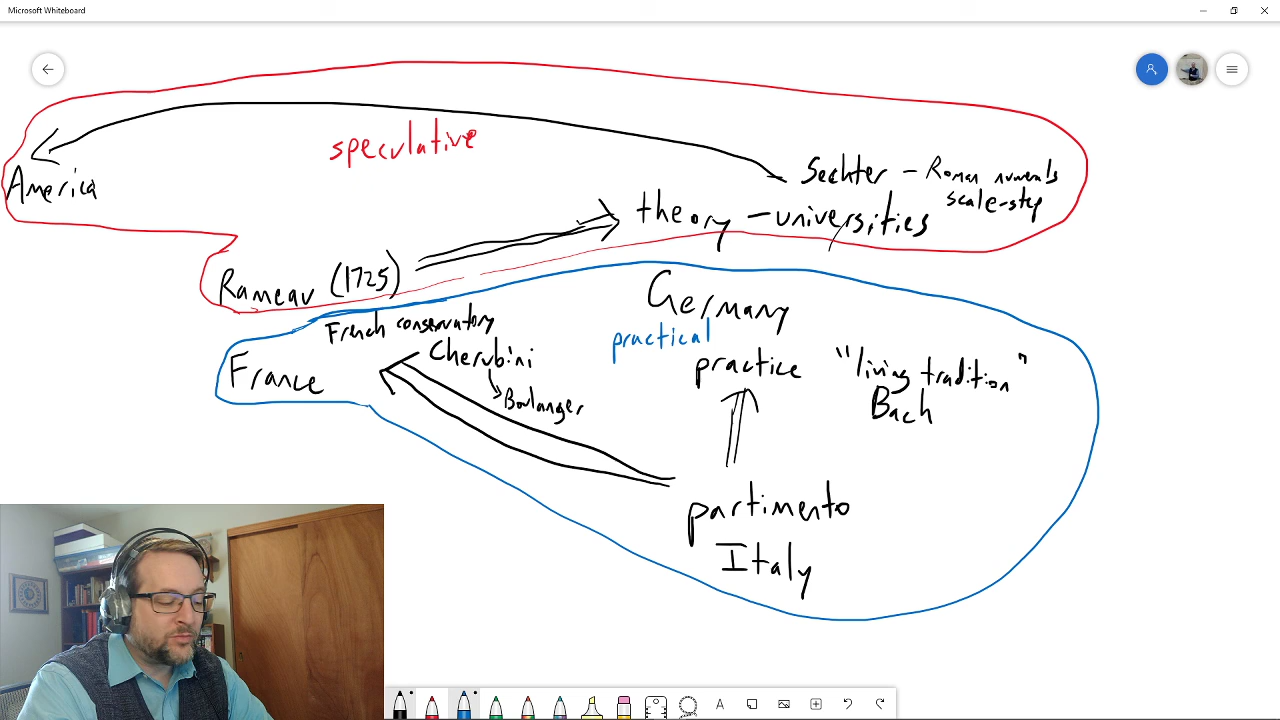 Microsoft Whiteboard
speculative
America
Sechter – Roman numerals
scale-step
theory – universities
Rameau (1725)
Germany
French conservatory
practical
Cherubini
France
practice
"living tradition"
Bach
Boulanger
partimento
Italy
A